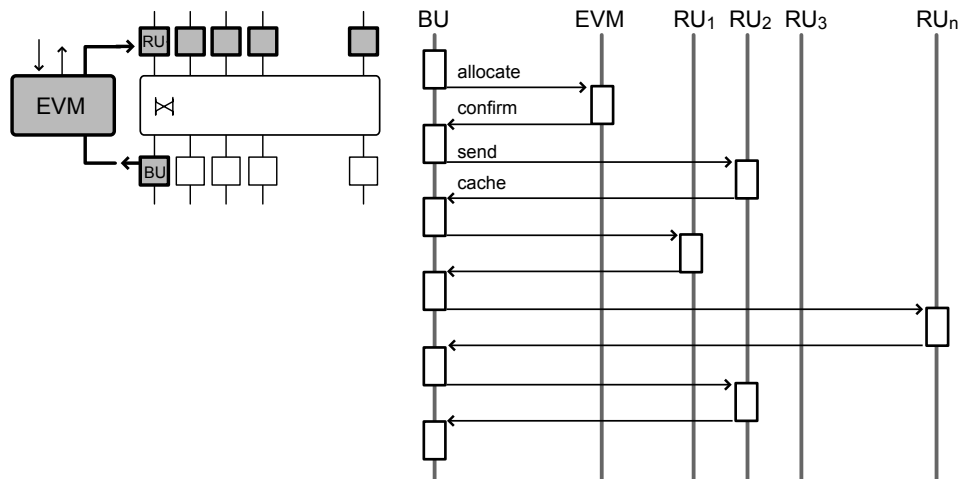 RU
EVM
BU
BU EVM RU1 RU2 RU3 RUn
allocate
confirm
send
cache